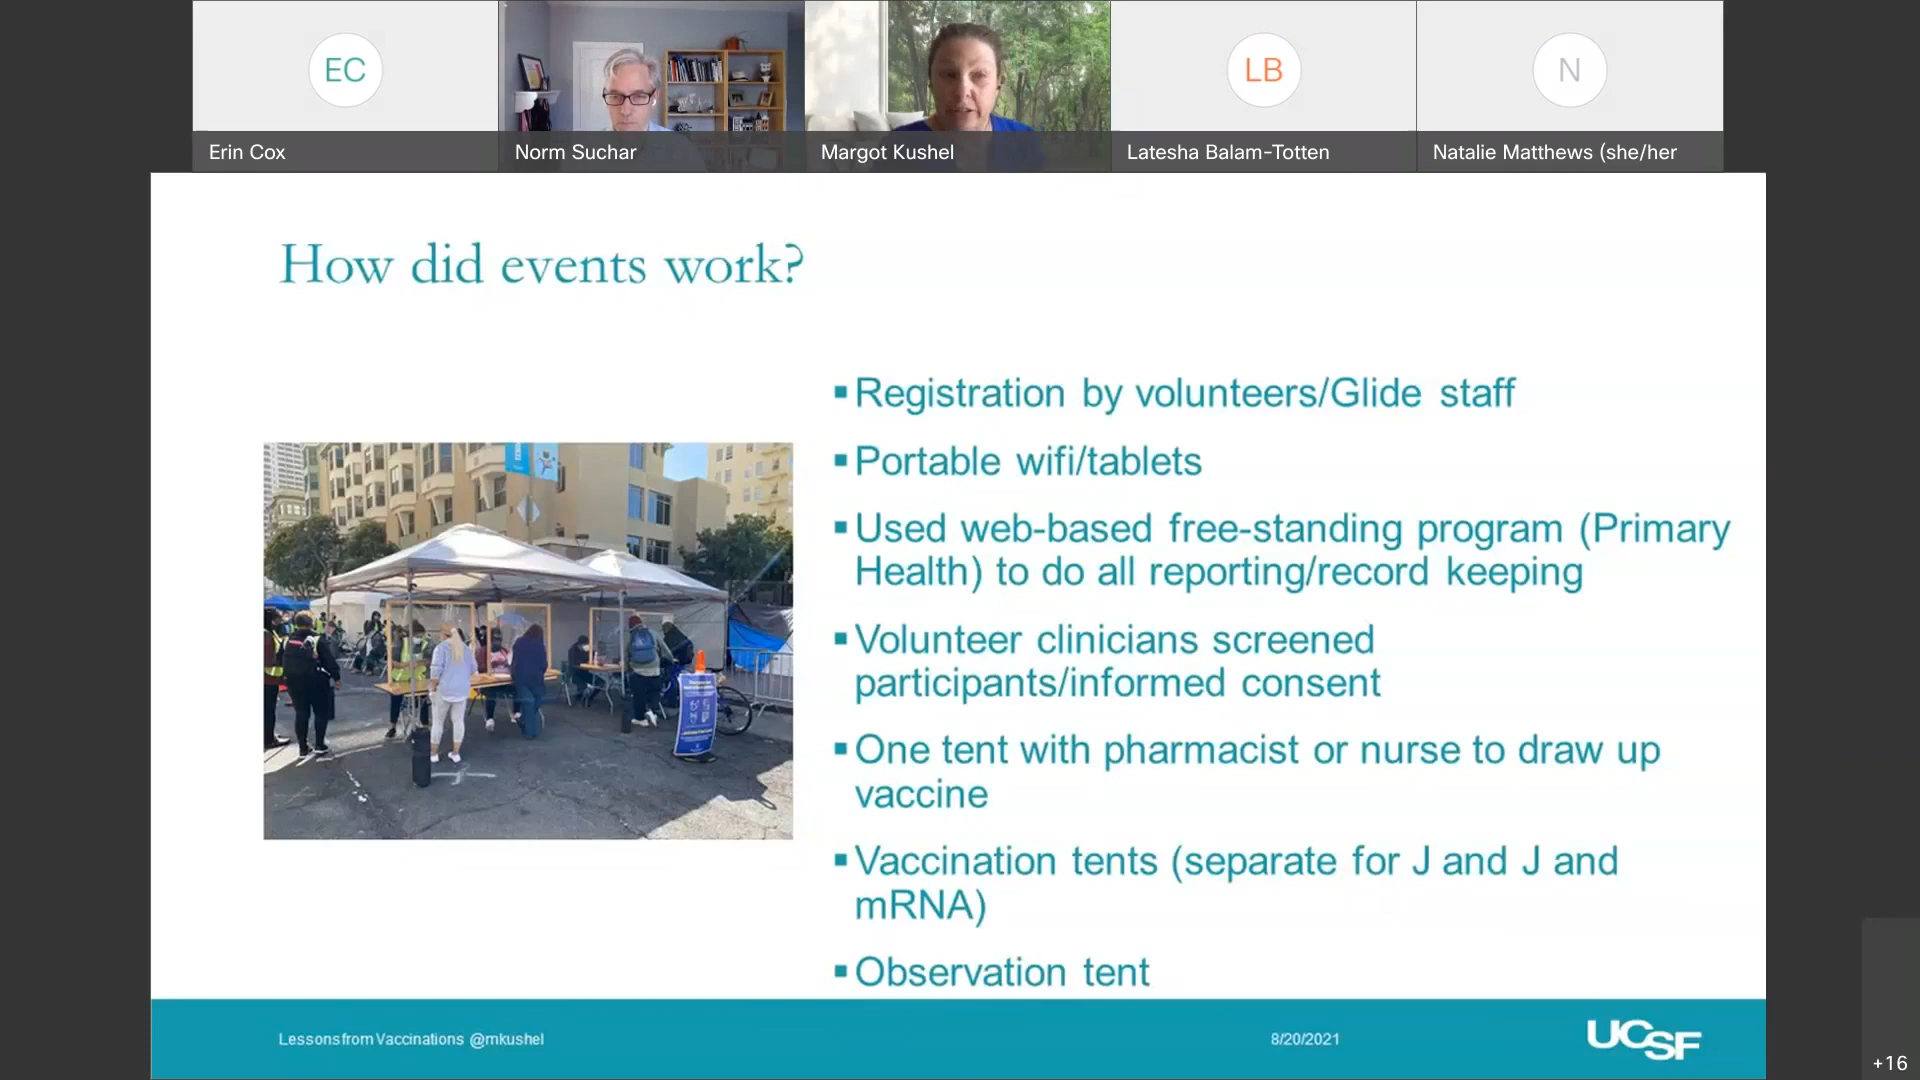 EC
LB
N
Erin Cox
Norm Suchar
Margot Kushel
Latesha Balam-Totten
Natalie Matthews (she/her
How did events work?
▪Registration by volunteers/Glide staff
▪Portable wifi/tablets
▪Used web-based free-standing program (Primary
Health) to do all reporting/record keeping
▪Volunteer clinicians screened
participants/informed consent
▪One tent with pharmacist or nurse to draw up
vaccine
▪Vaccination tents (separate for J and J and
mRNA)
▪Observation tent
Lessons from Vaccinations @mkushel
8/20/2021
UCSF
+16